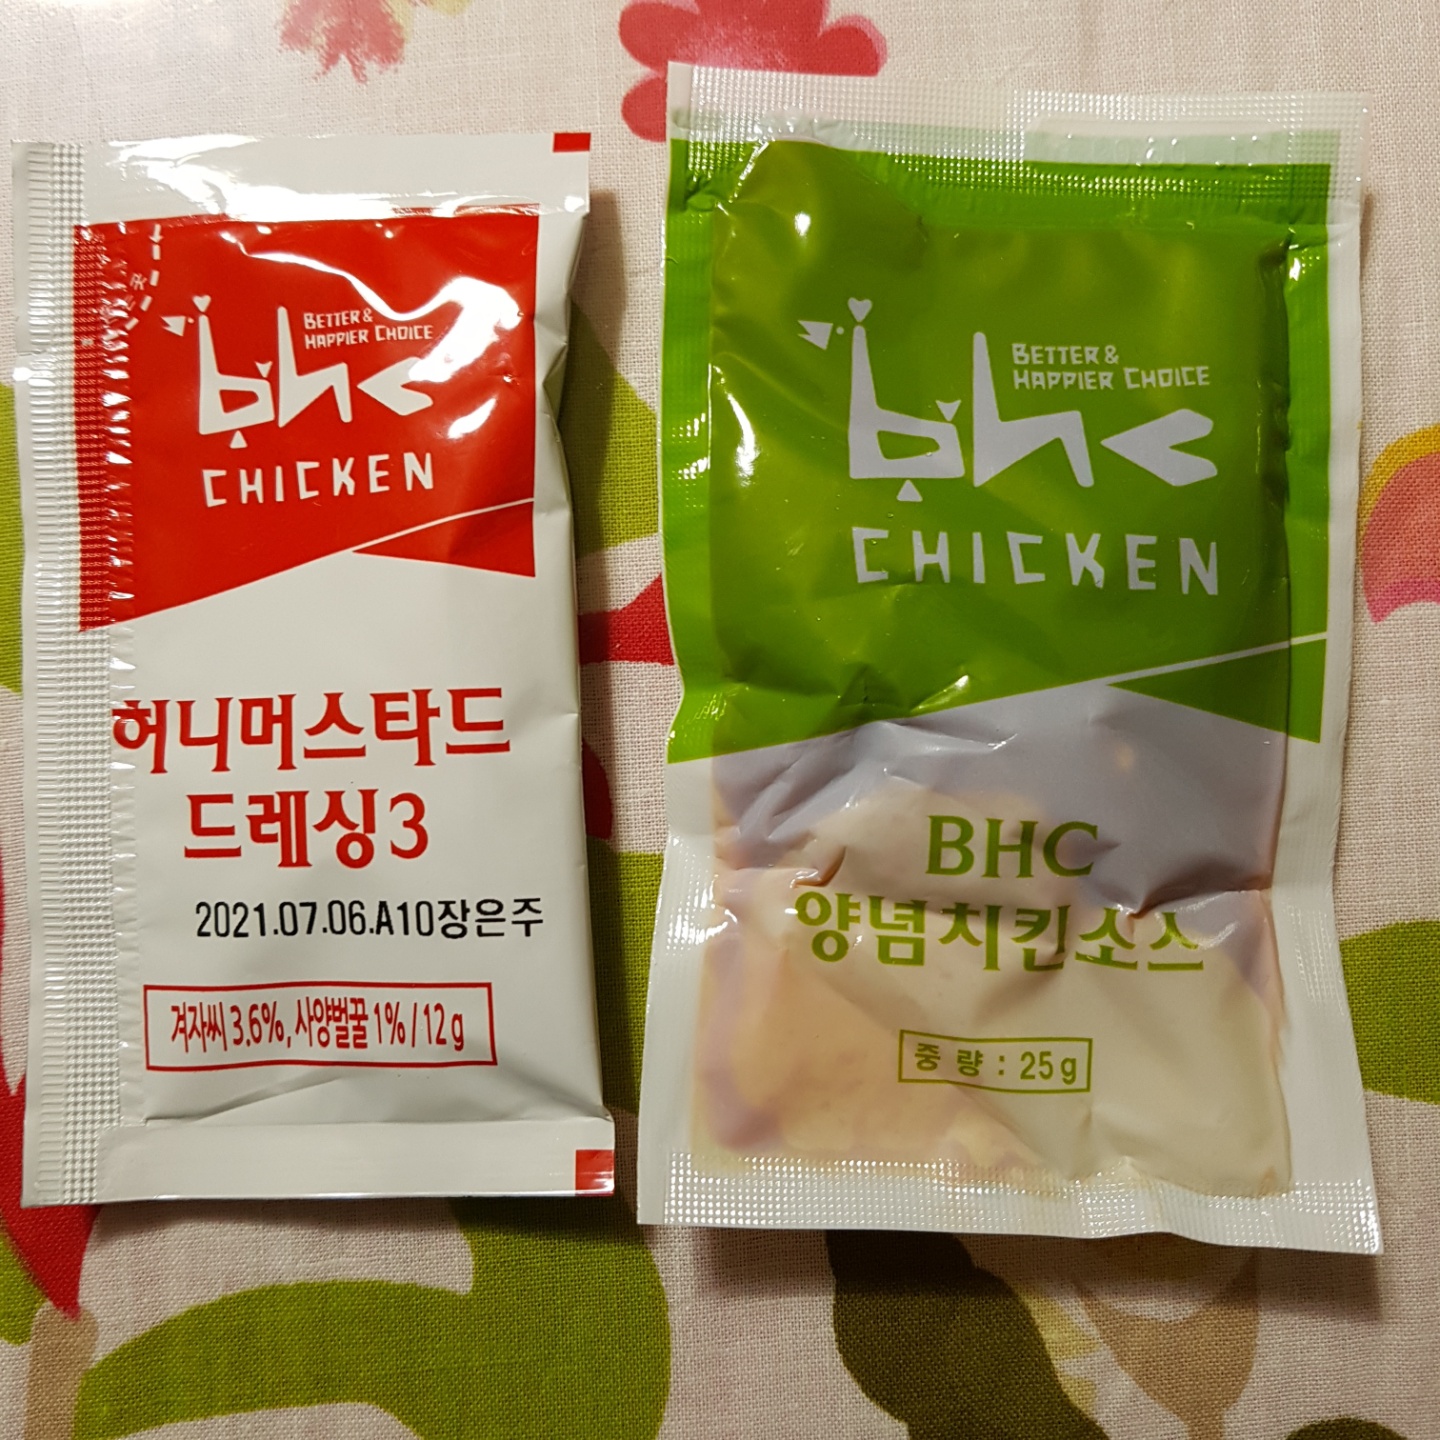 BETTER &
HAPPIER CHOICE
bhc
CHICKEN
허니머스타드
드레싱3
2021.07.06.A10장은주
겨자씨 3.6%, 사양벌꿀 1% / 12g
BETTER &
HAPPIER CHOICE
bhc
CHICKEN
BHC
양념치킨소스
중량 : 25g